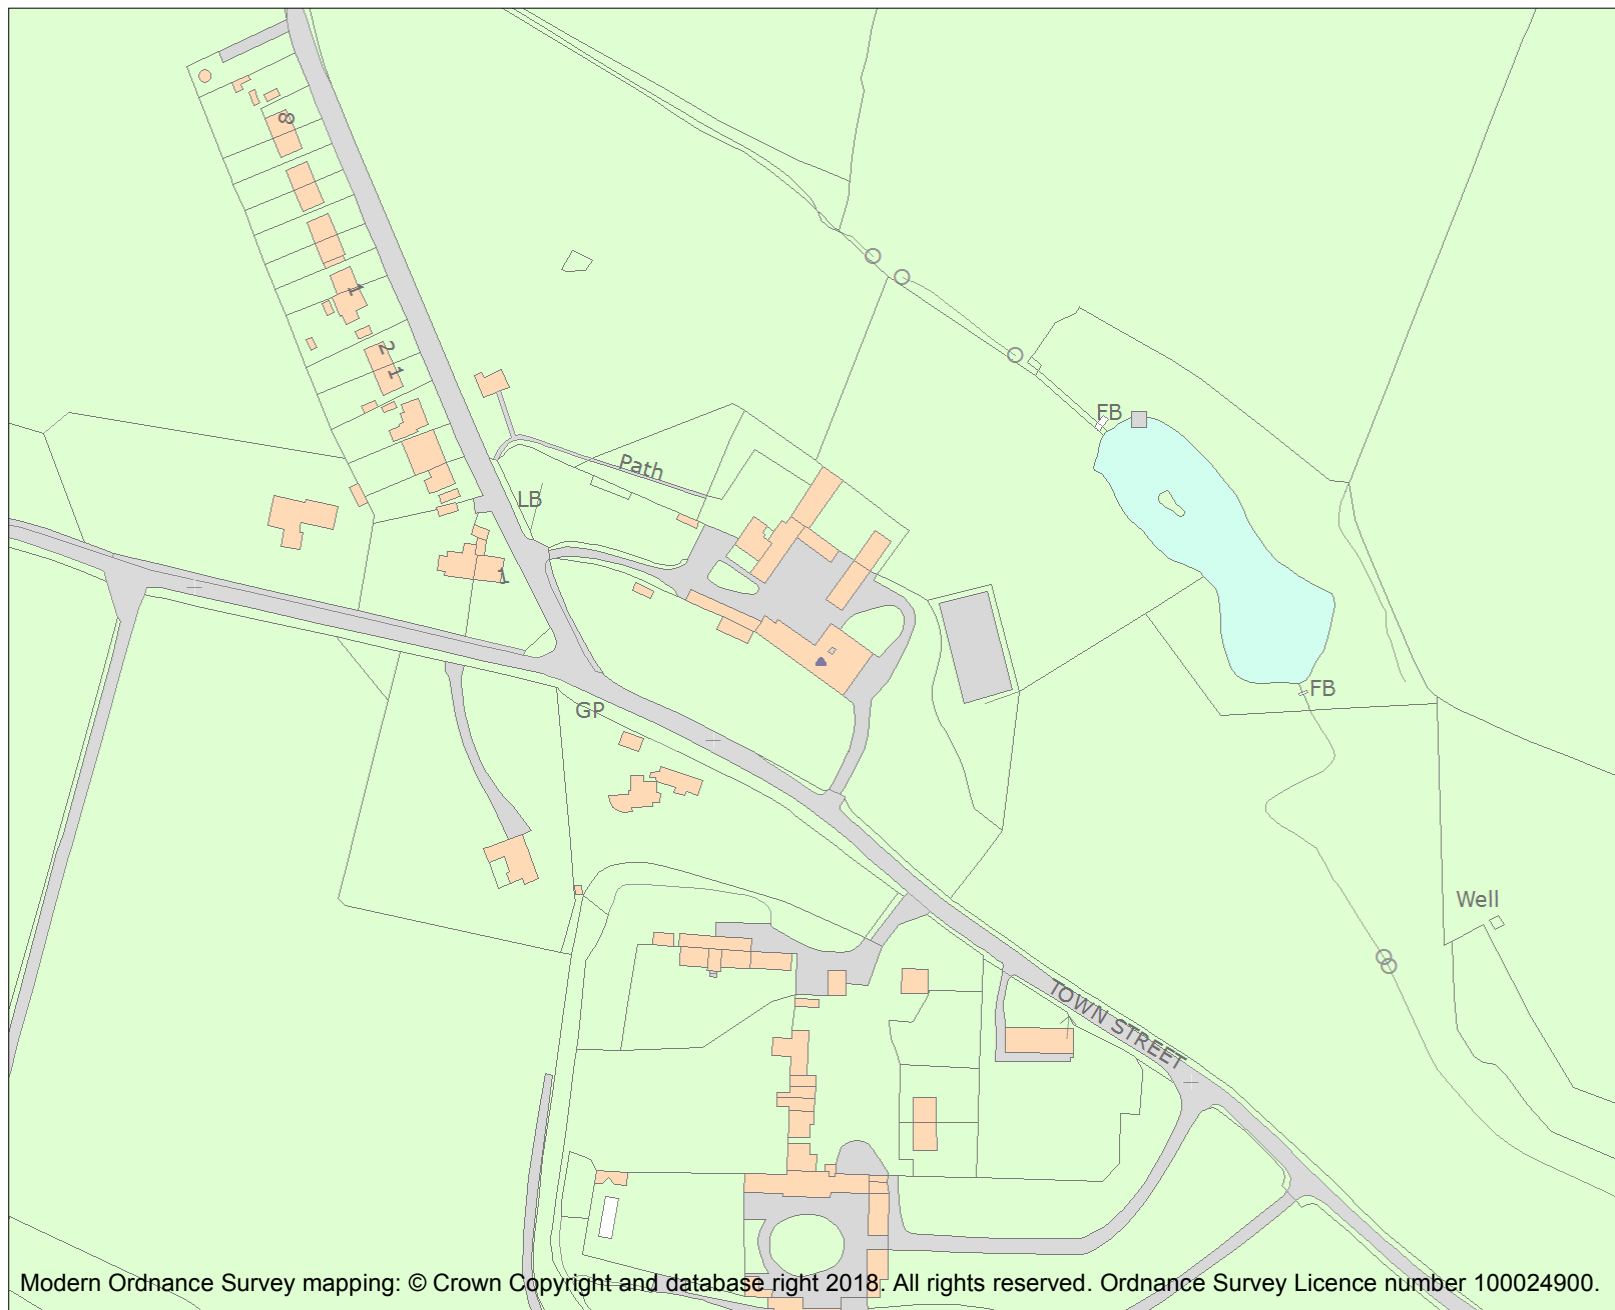 8
1
2
1
FB
Path
LB
1
FB
GP
Well
TOWN STREET
Modern Ordnance Survey mapping: © Crown Copyright and database right 2018. All rights reserved. Ordnance Survey Licence number 100024900.